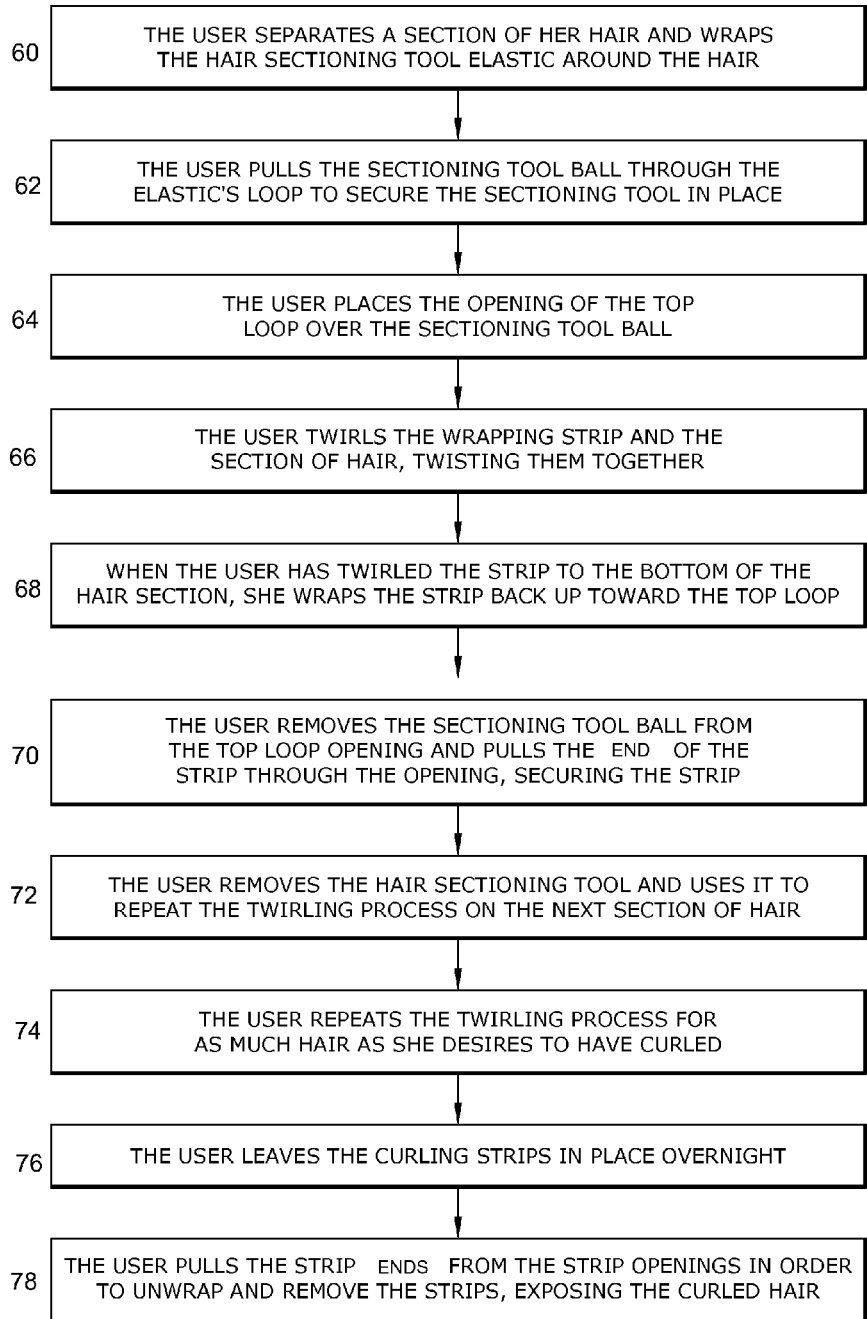 60
THE USER SEPARATES A SECTION OF HER HAIR AND WRAPS
THE HAIR SECTIONING TOOL ELASTIC AROUND THE HAIR
62
THE USER PULLS THE SECTIONING TOOL BALL THROUGH THE
ELASTIC'S LOOP TO SECURE THE SECTIONING TOOL IN PLACE
64
THE USER PLACES THE OPENING OF THE TOP
LOOP OVER THE SECTIONING TOOL BALL
66
THE USER TWIRLS THE WRAPPING STRIP AND THE
SECTION OF HAIR, TWISTING THEM TOGETHER
68
WHEN THE USER HAS TWIRLED THE STRIP TO THE BOTTOM OF THE
HAIR SECTION, SHE WRAPS THE STRIP BACK UP TOWARD THE TOP LOOP
70
THE USER REMOVES THE SECTIONING TOOL BALL FROM
THE TOP LOOP OPENING AND PULLS THE END OF THE
STRIP THROUGH THE OPENING, SECURING THE STRIP
72
THE USER REMOVES THE HAIR SECTIONING TOOL AND USES IT TO
REPEAT THE TWIRLING PROCESS ON THE NEXT SECTION OF HAIR
74
THE USER REPEATS THE TWIRLING PROCESS FOR
AS MUCH HAIR AS SHE DESIRES TO HAVE CURLED
76
THE USER LEAVES THE CURLING STRIPS IN PLACE OVERNIGHT
78
THE USER PULLS THE STRIP ENDS FROM THE STRIP OPENINGS IN ORDER
TO UNWRAP AND REMOVE THE STRIPS, EXPOSING THE CURLED HAIR